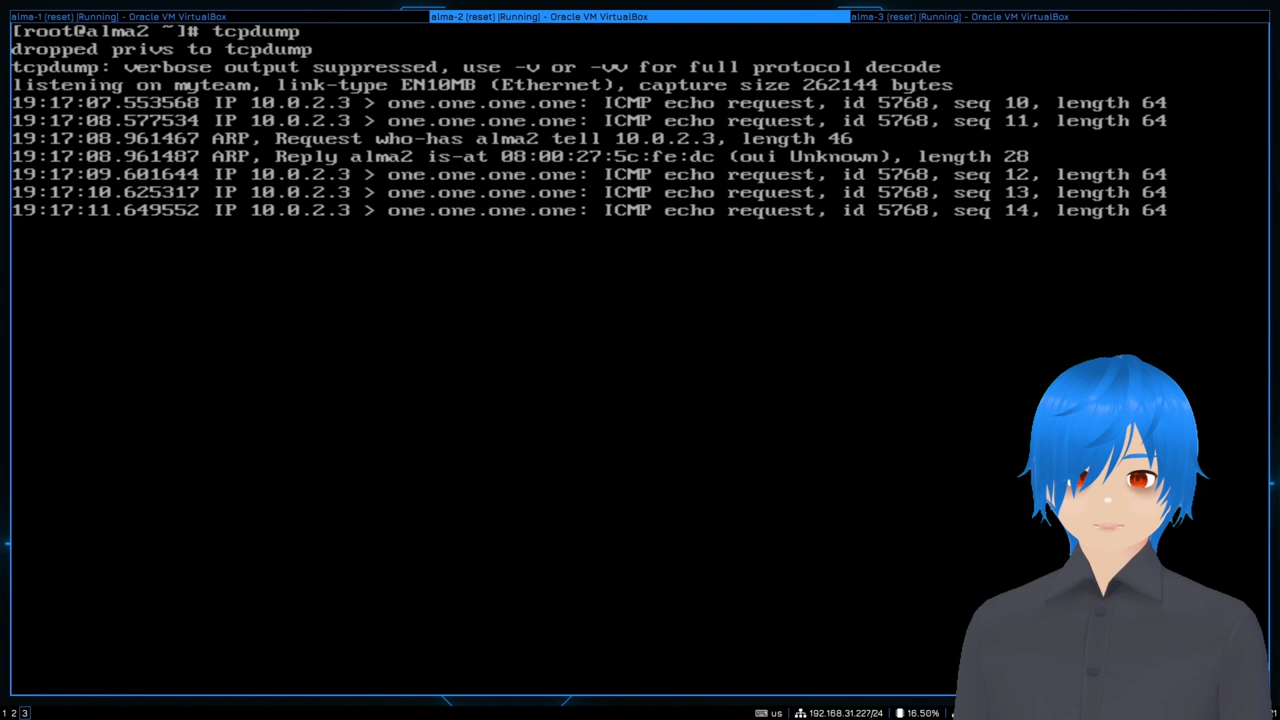 alma-1 [reset] [Running] - Oracle VM VirtualBox
alma-2 [reset] [Running] - Oracle VM VirtualBox
alma-3 [reset] [Running] - Oracle VM VirtualBox
[root@alma2 ~]# tcpdump
dropped privs to tcpdump
tcpdump: verbose output suppressed, use -v or -vv for full protocol decode
listening on myteam, link-type EN10MB (Ethernet), capture size 262144 bytes
19:17:07.553568 IP 10.0.2.3 > one.one.one.one: ICMP echo request, id 5768, seq 10, length 64
19:17:08.577534 IP 10.0.2.3 > one.one.one.one: ICMP echo request, id 5768, seq 11, length 64
19:17:08.961467 ARP, Request who-has alma2 tell 10.0.2.3, length 46
19:17:08.961487 ARP, Reply alma2 is-at 08:00:27:5c:fe:dc (oui Unknown), length 28
19:17:09.601644 IP 10.0.2.3 > one.one.one.one: ICMP echo request, id 5768, seq 12, length 64
19:17:10.625317 IP 10.0.2.3 > one.one.one.one: ICMP echo request, id 5768, seq 13, length 64
19:17:11.649552 IP 10.0.2.3 > one.one.one.one: ICMP echo request, id 5768, seq 14, length 64
1 2 3
us
192.168.31.227/24
16.50%